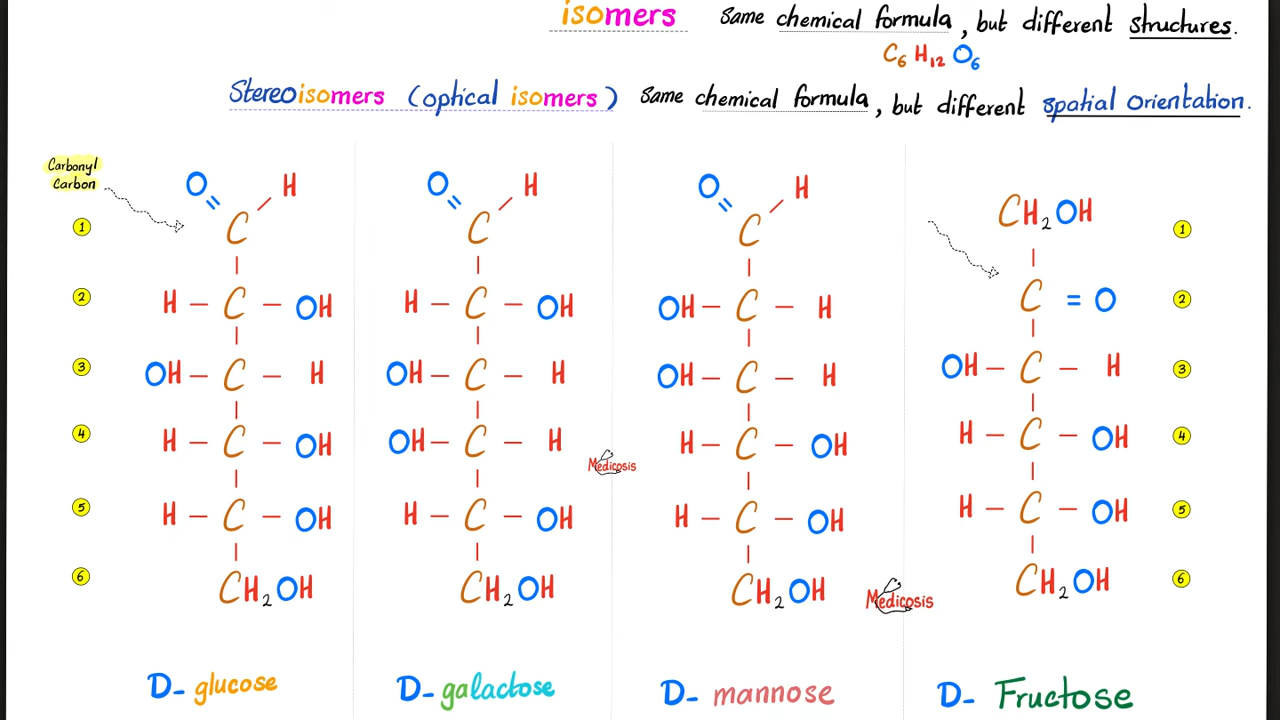 isomers Same chemical formula, but different structures.
C6 H12 O6
Stereoisomers (optical isomers) Same chemical formula, but different spatial orientation.
Carbonyl
Carbon
O H O H O H
1 C C C CH2OH 1
2 H – C – OH H – C – OH OH – C – H C = O 2
3 OH – C – H OH – C – H OH – C – H OH – C – H 3
4 H – C – OH OH – C – H H – C – OH H – C – OH 4
Medicosis
5 H – C – OH H – C – OH H – C – OH H – C – OH 5
6 CH2OH CH2OH CH2OH CH2OH 6
Medicosis
D- glucose D- galactose D- mannose D- Fructose